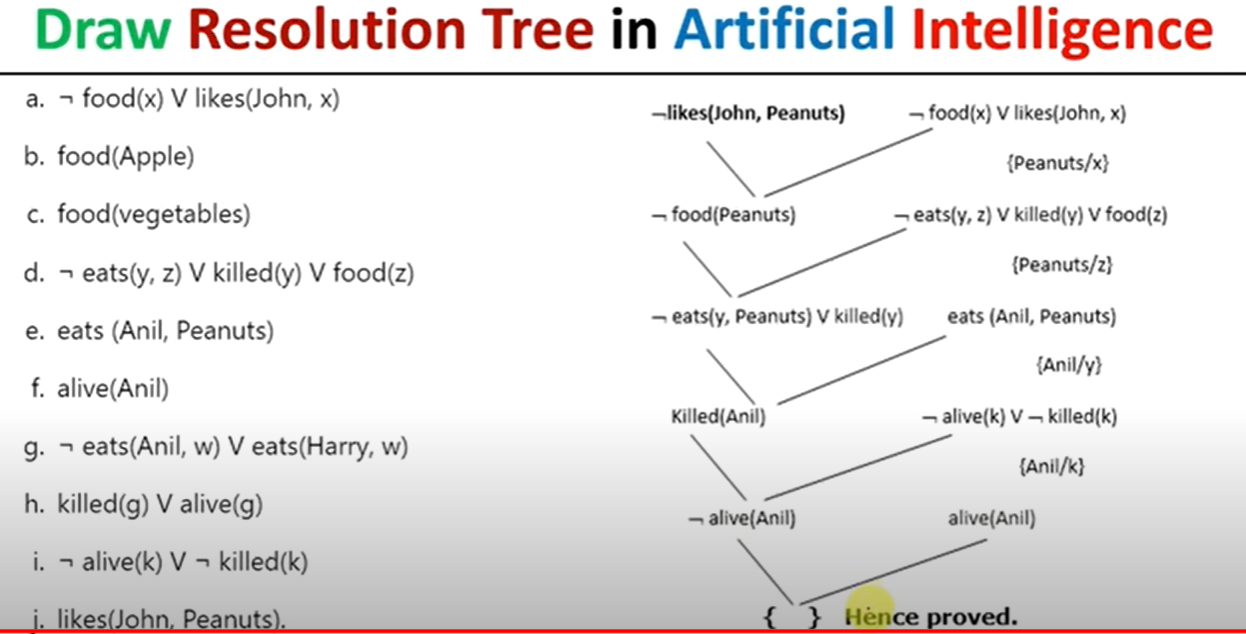 Draw Resolution Tree in Artificial Intelligence
a. ¬ food(x) V likes(John, x)
b. food(Apple)
c. food(vegetables)
d. ¬ eats(y, z) V killed(y) V food(z)
e. eats (Anil, Peanuts)
f. alive(Anil)
g. ¬ eats(Anil, w) V eats(Harry, w)
h. killed(g) V alive(g)
i. ¬ alive(k) V ¬ killed(k)
j. likes(John, Peanuts).
¬likes(John, Peanuts) ¬ food(x) V likes(John, x)
{Peanuts/x}
¬ food(Peanuts) ¬ eats(y, z) V killed(y) V food(z)
{Peanuts/z}
¬ eats(y, Peanuts) V killed(y) eats (Anil, Peanuts)
{Anil/y}
Killed(Anil) ¬ alive(k) V ¬ killed(k)
{Anil/k}
¬ alive(Anil) alive(Anil)
{ } Hence proved.